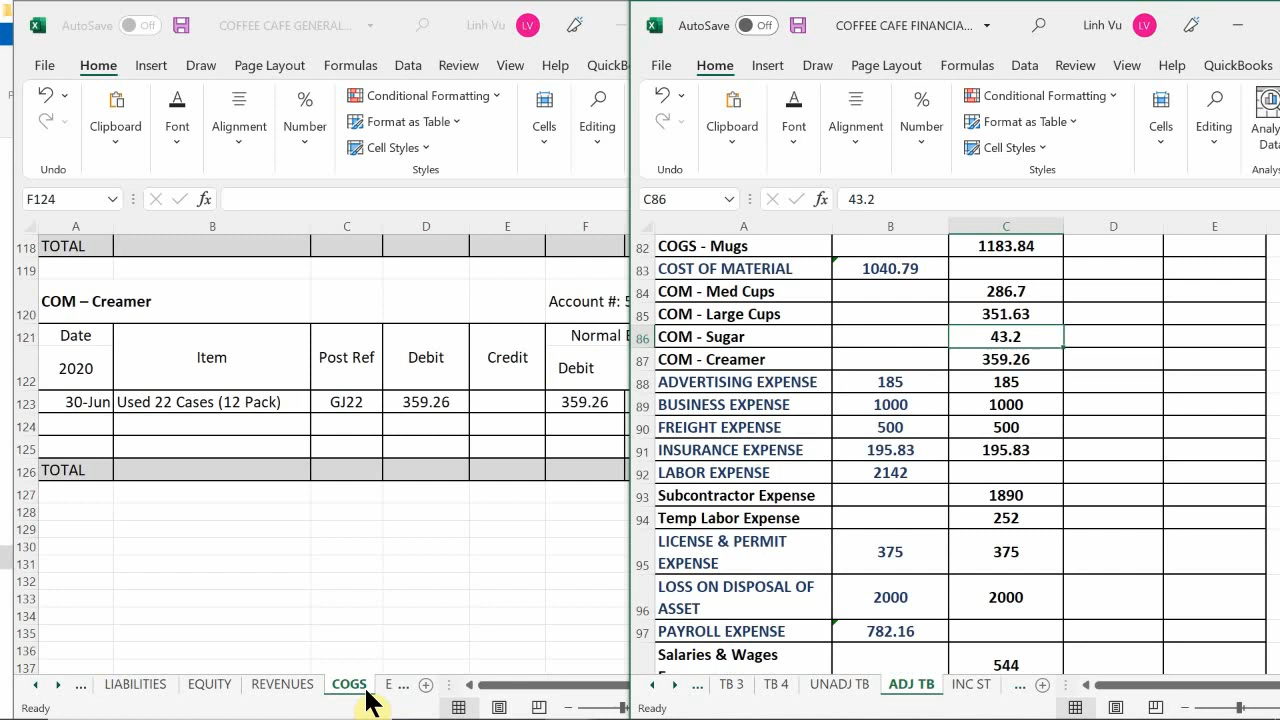 AutoSave Off COFFEE CAFE GENERAL... Linh Vu LV
File Home Insert Draw Page Layout Formulas Data Review View Help QuickB
Clipboard Font Alignment Number Conditional Formatting Cells Editing
Format as Table
Cell Styles
Undo Styles
F124 fx
A B C D E F
118 TOTAL
119
120 COM – Creamer Account #: 5
121 Date Item Post Ref Debit Credit Normal B
122 2020 Debit
123 30-Jun Used 22 Cases (12 Pack) GJ22 359.26 359.26
124
125
126 TOTAL
127
128
129
130
131
132
133
134
135
136
137
... LIABILITIES EQUITY REVENUES COGS E ...
Ready
AutoSave Off COFFEE CAFE FINANCIA... Linh Vu LV
File Home Insert Draw Page Layout Formulas Data Review View Help QuickBooks
Clipboard Font Alignment Number Conditional Formatting Cells Editing Analy
Format as Table Data
Cell Styles
Undo Styles Analys
C86 fx 43.2
A B C D E
82 COGS - Mugs 1183.84
83 COST OF MATERIAL 1040.79
84 COM - Med Cups 286.7
85 COM - Large Cups 351.63
86 COM - Sugar 43.2
87 COM - Creamer 359.26
88 ADVERTISING EXPENSE 185 185
89 BUSINESS EXPENSE 1000 1000
90 FREIGHT EXPENSE 500 500
91 INSURANCE EXPENSE 195.83 195.83
92 LABOR EXPENSE 2142
93 Subcontractor Expense 1890
94 Temp Labor Expense 252
LICENSE & PERMIT
95 EXPENSE 375 375
LOSS ON DISPOSAL OF
96 ASSET 2000 2000
97 PAYROLL EXPENSE 782.16
Salaries & Wages 544
... TB 3 TB 4 UNADJ TB ADJ TB INC ST ...
Ready